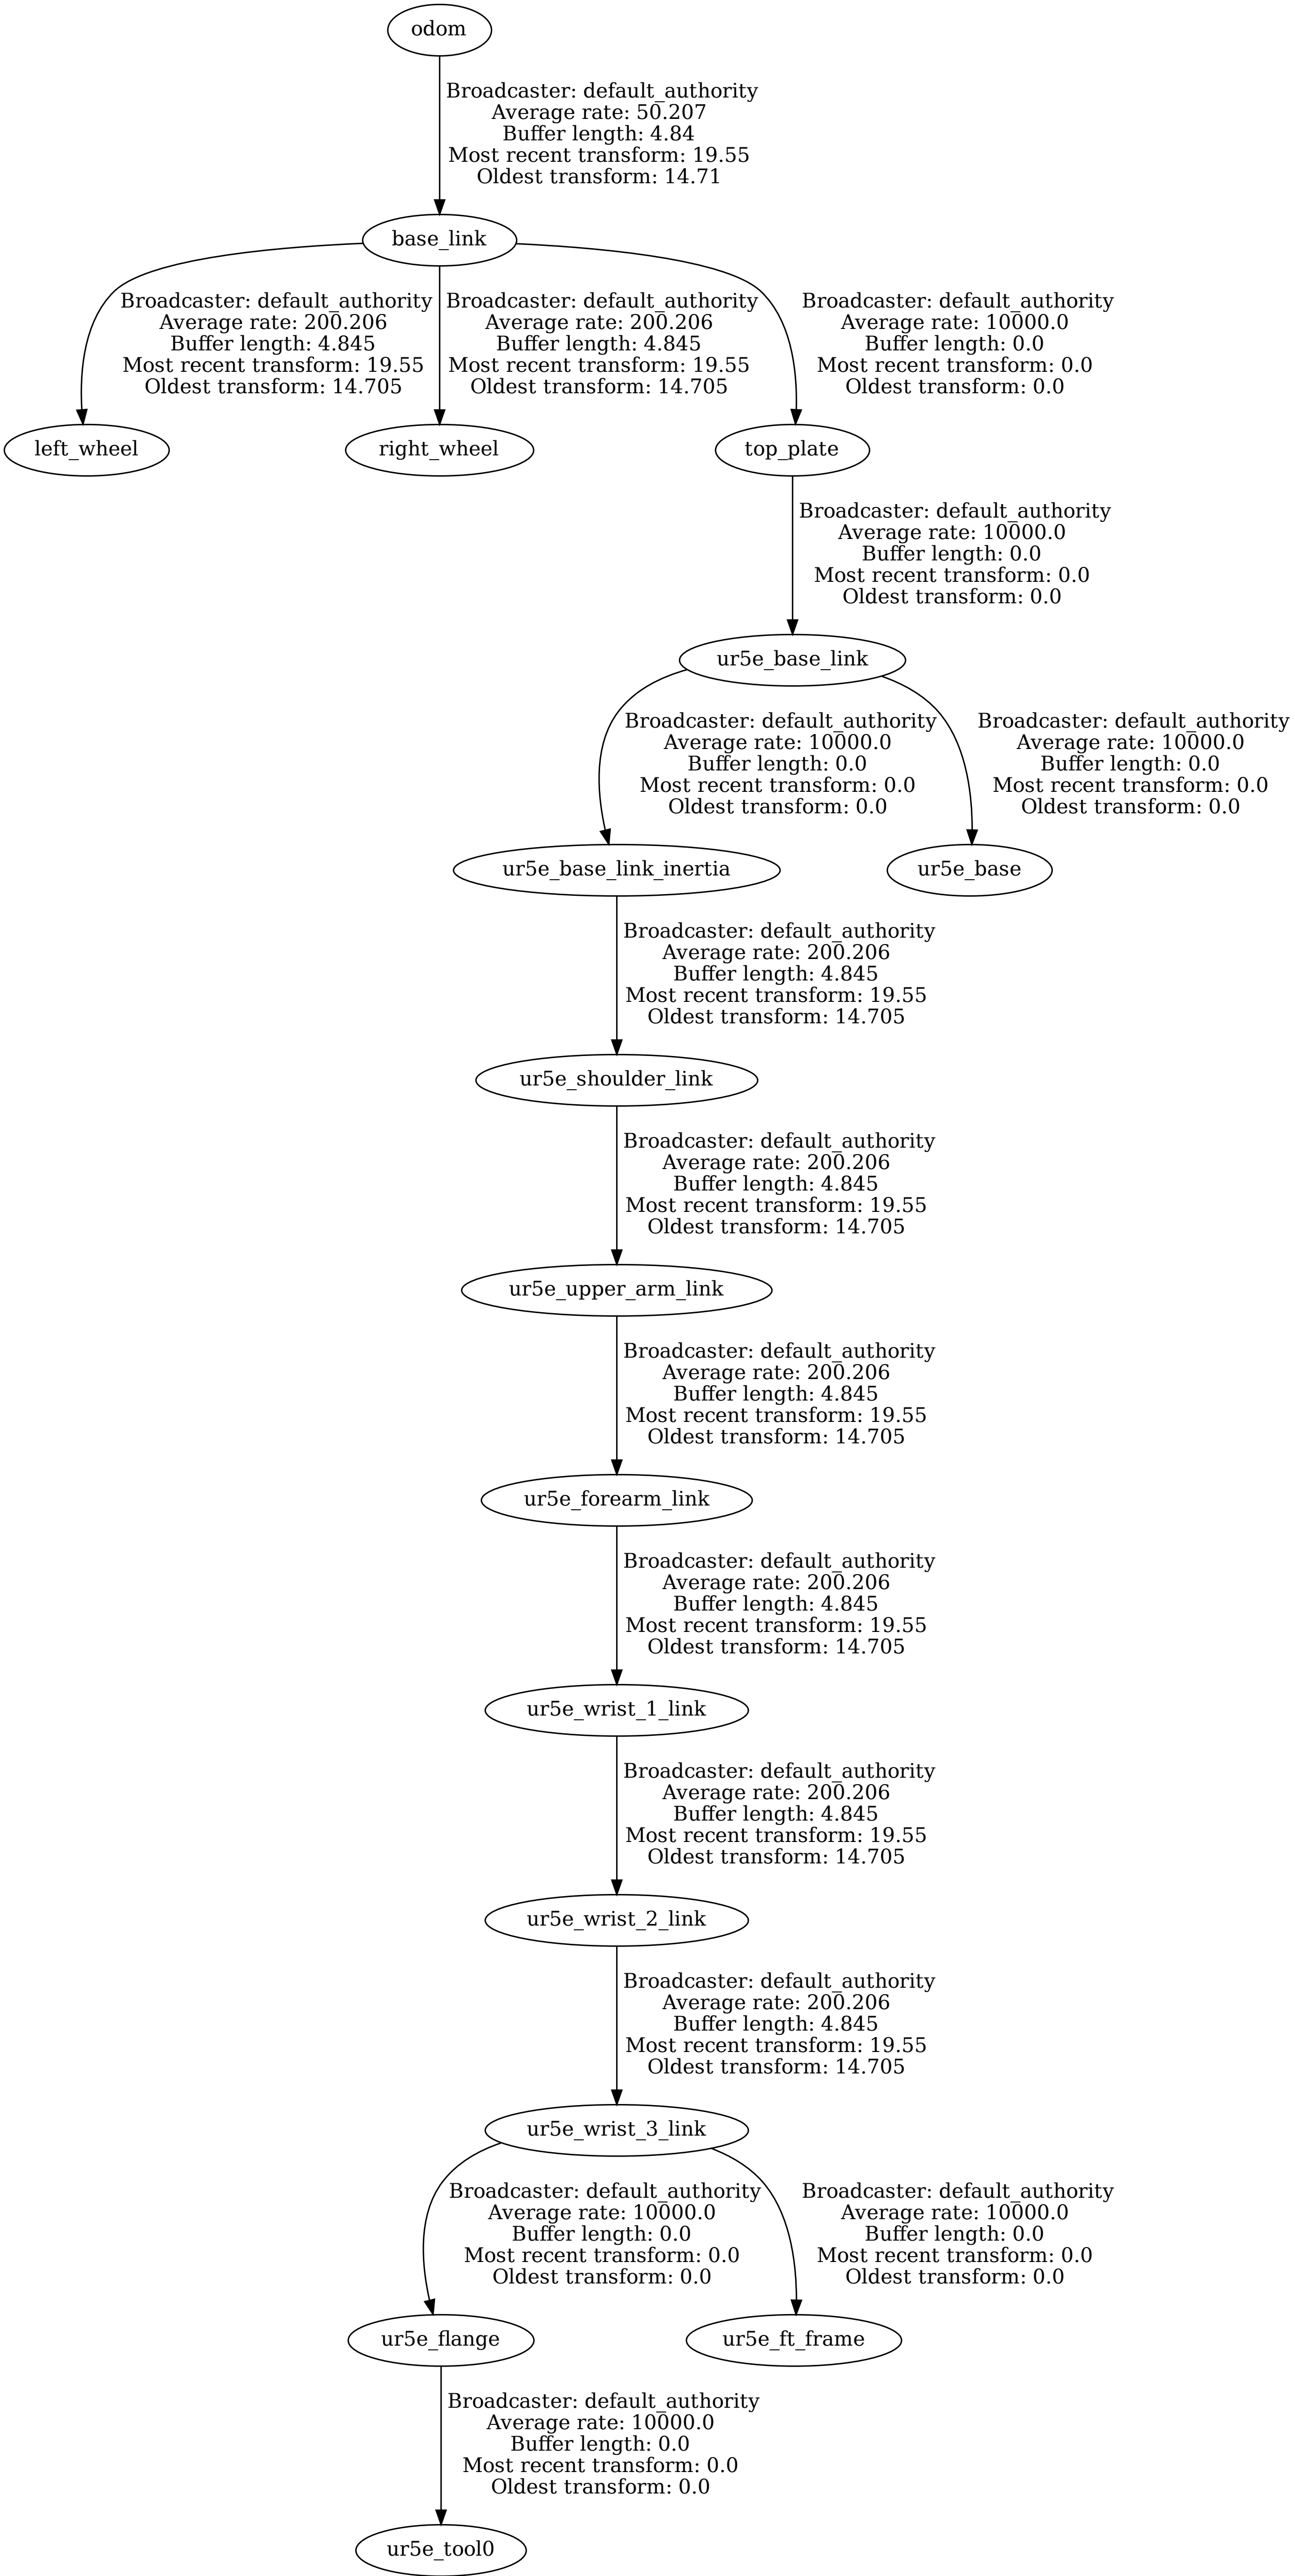 odom
Broadcaster: default_authority
Average rate: 50.207
Buffer length: 4.84
Most recent transform: 19.55
Oldest transform: 14.71
base_link
Broadcaster: default_authority
Average rate: 200.206
Buffer length: 4.845
Most recent transform: 19.55
Oldest transform: 14.705
Broadcaster: default_authority
Average rate: 200.206
Buffer length: 4.845
Most recent transform: 19.55
Oldest transform: 14.705
Broadcaster: default_authority
Average rate: 10000.0
Buffer length: 0.0
Most recent transform: 0.0
Oldest transform: 0.0
left_wheel
right_wheel
top_plate
Broadcaster: default_authority
Average rate: 10000.0
Buffer length: 0.0
Most recent transform: 0.0
Oldest transform: 0.0
ur5e_base_link
Broadcaster: default_authority
Average rate: 10000.0
Buffer length: 0.0
Most recent transform: 0.0
Oldest transform: 0.0
Broadcaster: default_authority
Average rate: 10000.0
Buffer length: 0.0
Most recent transform: 0.0
Oldest transform: 0.0
ur5e_base_link_inertia
ur5e_base
Broadcaster: default_authority
Average rate: 200.206
Buffer length: 4.845
Most recent transform: 19.55
Oldest transform: 14.705
ur5e_shoulder_link
Broadcaster: default_authority
Average rate: 200.206
Buffer length: 4.845
Most recent transform: 19.55
Oldest transform: 14.705
ur5e_upper_arm_link
Broadcaster: default_authority
Average rate: 200.206
Buffer length: 4.845
Most recent transform: 19.55
Oldest transform: 14.705
ur5e_forearm_link
Broadcaster: default_authority
Average rate: 200.206
Buffer length: 4.845
Most recent transform: 19.55
Oldest transform: 14.705
ur5e_wrist_1_link
Broadcaster: default_authority
Average rate: 200.206
Buffer length: 4.845
Most recent transform: 19.55
Oldest transform: 14.705
ur5e_wrist_2_link
Broadcaster: default_authority
Average rate: 200.206
Buffer length: 4.845
Most recent transform: 19.55
Oldest transform: 14.705
ur5e_wrist_3_link
Broadcaster: default_authority
Average rate: 10000.0
Buffer length: 0.0
Most recent transform: 0.0
Oldest transform: 0.0
Broadcaster: default_authority
Average rate: 10000.0
Buffer length: 0.0
Most recent transform: 0.0
Oldest transform: 0.0
ur5e_flange
ur5e_ft_frame
Broadcaster: default_authority
Average rate: 10000.0
Buffer length: 0.0
Most recent transform: 0.0
Oldest transform: 0.0
ur5e_tool0